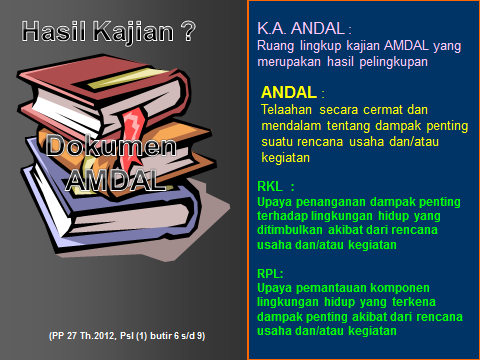 Hasil Kajian ?
Dokumen
AMDAL
(PP 27 Th.2012, Psl (1) butir 6 s/d 9)
K.A. ANDAL :
Ruang lingkup kajian AMDAL yang
merupakan hasil pelingkupan
ANDAL :
Telaahan secara cermat dan
mendalam tentang dampak penting
suatu rencana usaha dan/atau
kegiatan
RKL :
Upaya penanganan dampak penting
terhadap lingkungan hidup yang
ditimbulkan akibat dari rencana
usaha dan/atau kegiatan
RPL:
Upaya pemantauan komponen
lingkungan hidup yang terkena
dampak penting akibat dari rencana
usaha dan/atau kegiatan